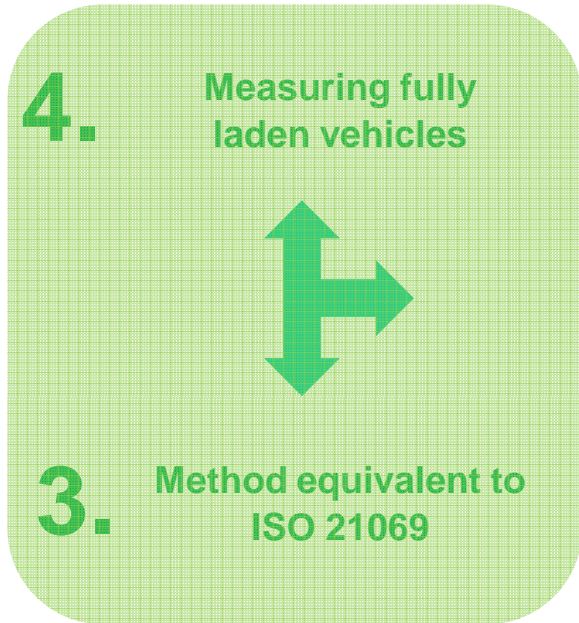 4. Measuring fully
laden vehicles
3. Method equivalent to
ISO 21069